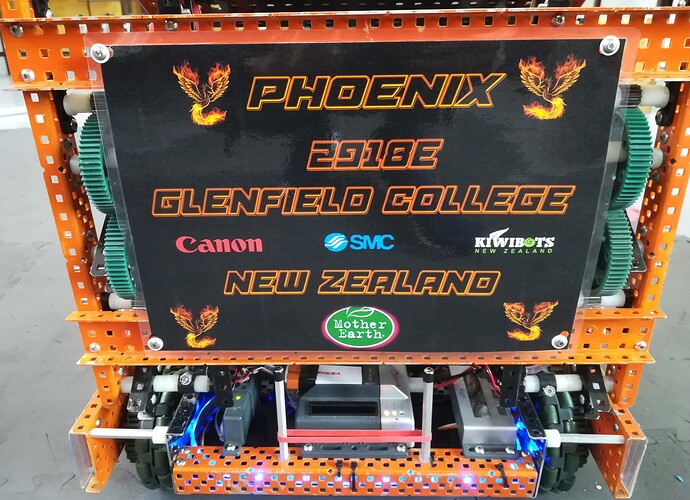 PHOENIX
2918E
GLENFIELD COLLEGE
Canon SMC KIWIBOTS
NEW ZEALAND
NEW ZEALAND
Mother
Earth